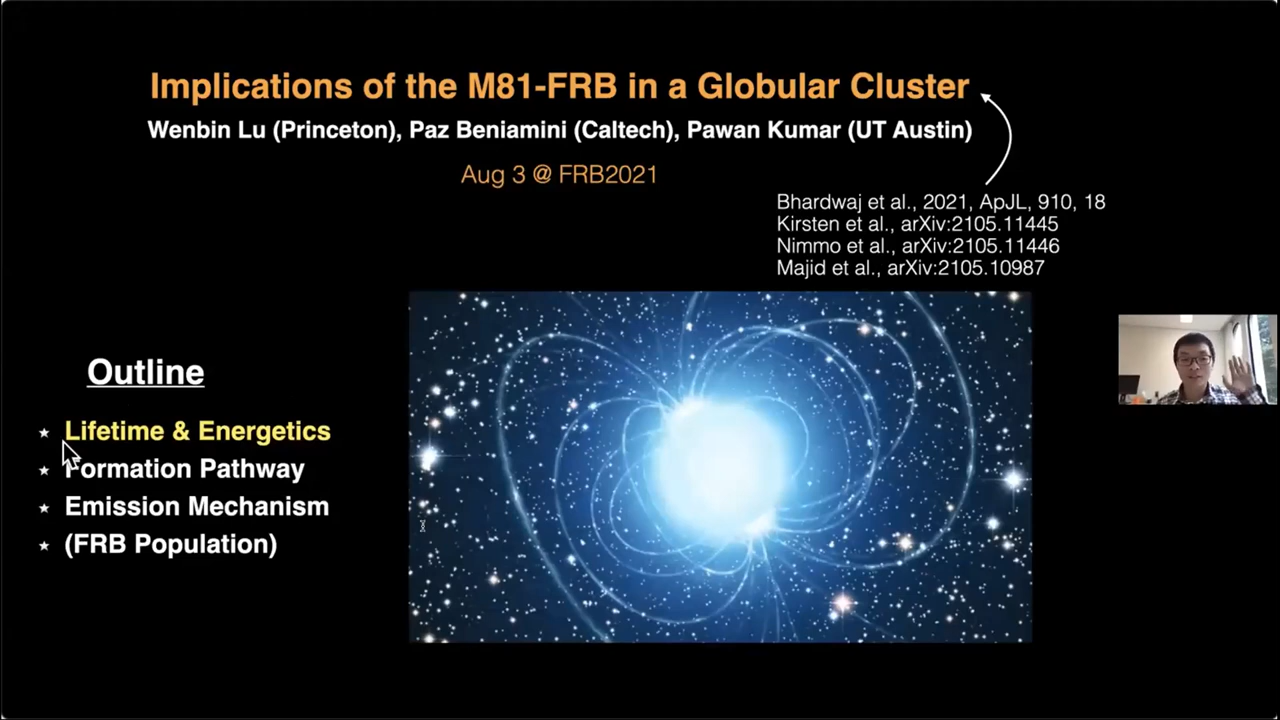 Implications of the M81-FRB in a Globular Cluster
Wenbin Lu (Princeton), Paz Beniamini (Caltech), Pawan Kumar (UT Austin)
Aug 3 @ FRB2021
Bhardwaj et al., 2021, ApJL, 910, 18
Kirsten et al., arXiv:2105.11445
Nimmo et al., arXiv:2105.11446
Majid et al., arXiv:2105.10987
Outline
Lifetime & Energetics
Formation Pathway
Emission Mechanism
(FRB Population)